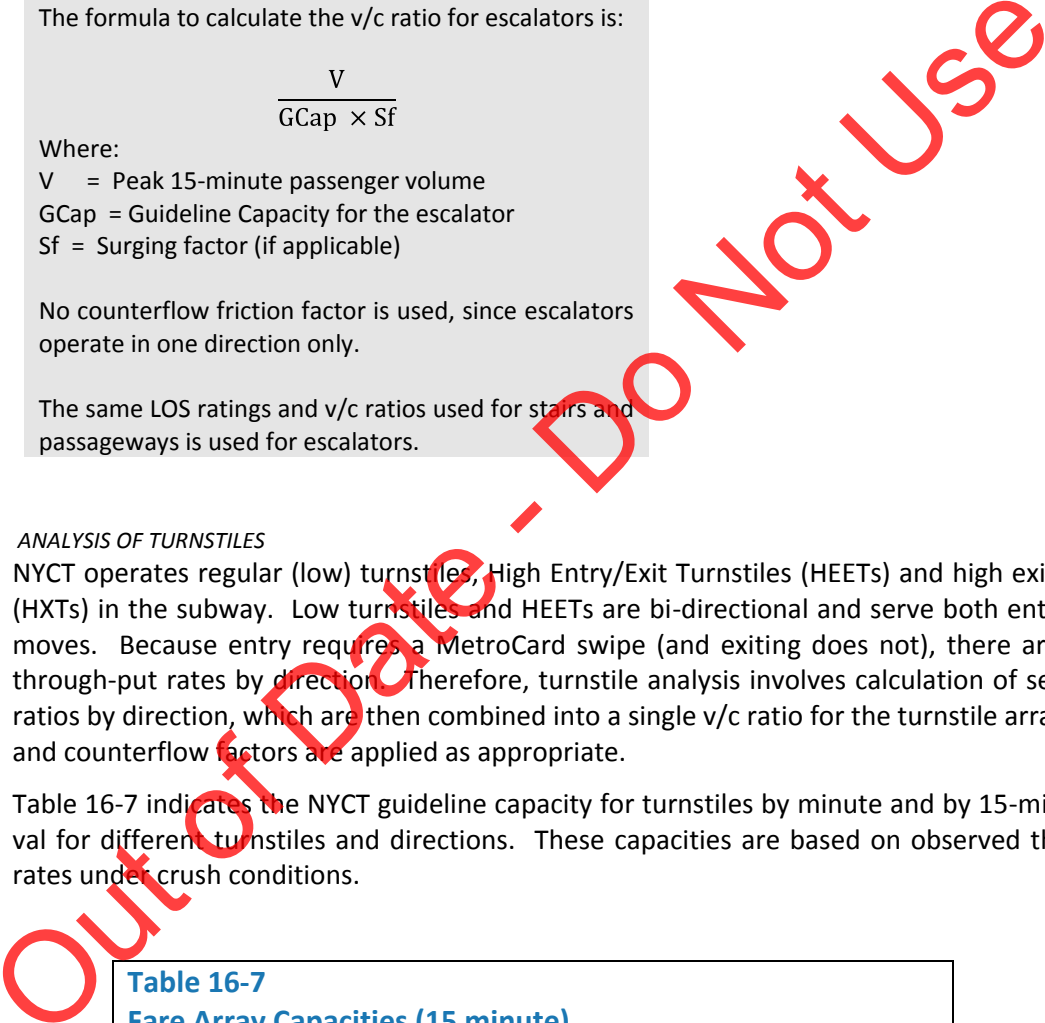 The formula to calculate the v/c ratio for escalators is:
V
GCap × Sf
Where:
V = Peak 15-minute passenger volume
GCap = Guideline Capacity for the escalator
Sf = Surging factor (if applicable)
No counterflow friction factor is used, since escalators
operate in one direction only.
The same LOS ratings and v/c ratios used for stairs and
passageways is used for escalators.
ANALYSIS OF TURNSTILES
NYCT operates regular (low) turnstiles, High Entry/Exit Turnstiles (HEETs) and high exi
(HXTs) in the subway. Low turnstiles and HEETs are bi-directional and serve both ent
moves. Because entry requires a MetroCard swipe (and exiting does not), there ar
through-put rates by direction. Therefore, turnstile analysis involves calculation of se
ratios by direction, which are then combined into a single v/c ratio for the turnstile arra
and counterflow factors are applied as appropriate.
Table 16-7 indicates the NYCT guideline capacity for turnstiles by minute and by 15-mi
val for different turnstiles and directions. These capacities are based on observed th
rates under crush conditions.
Table 16-7
Fare Array Capacities (15 minute)
Out of Date - Do Not Use